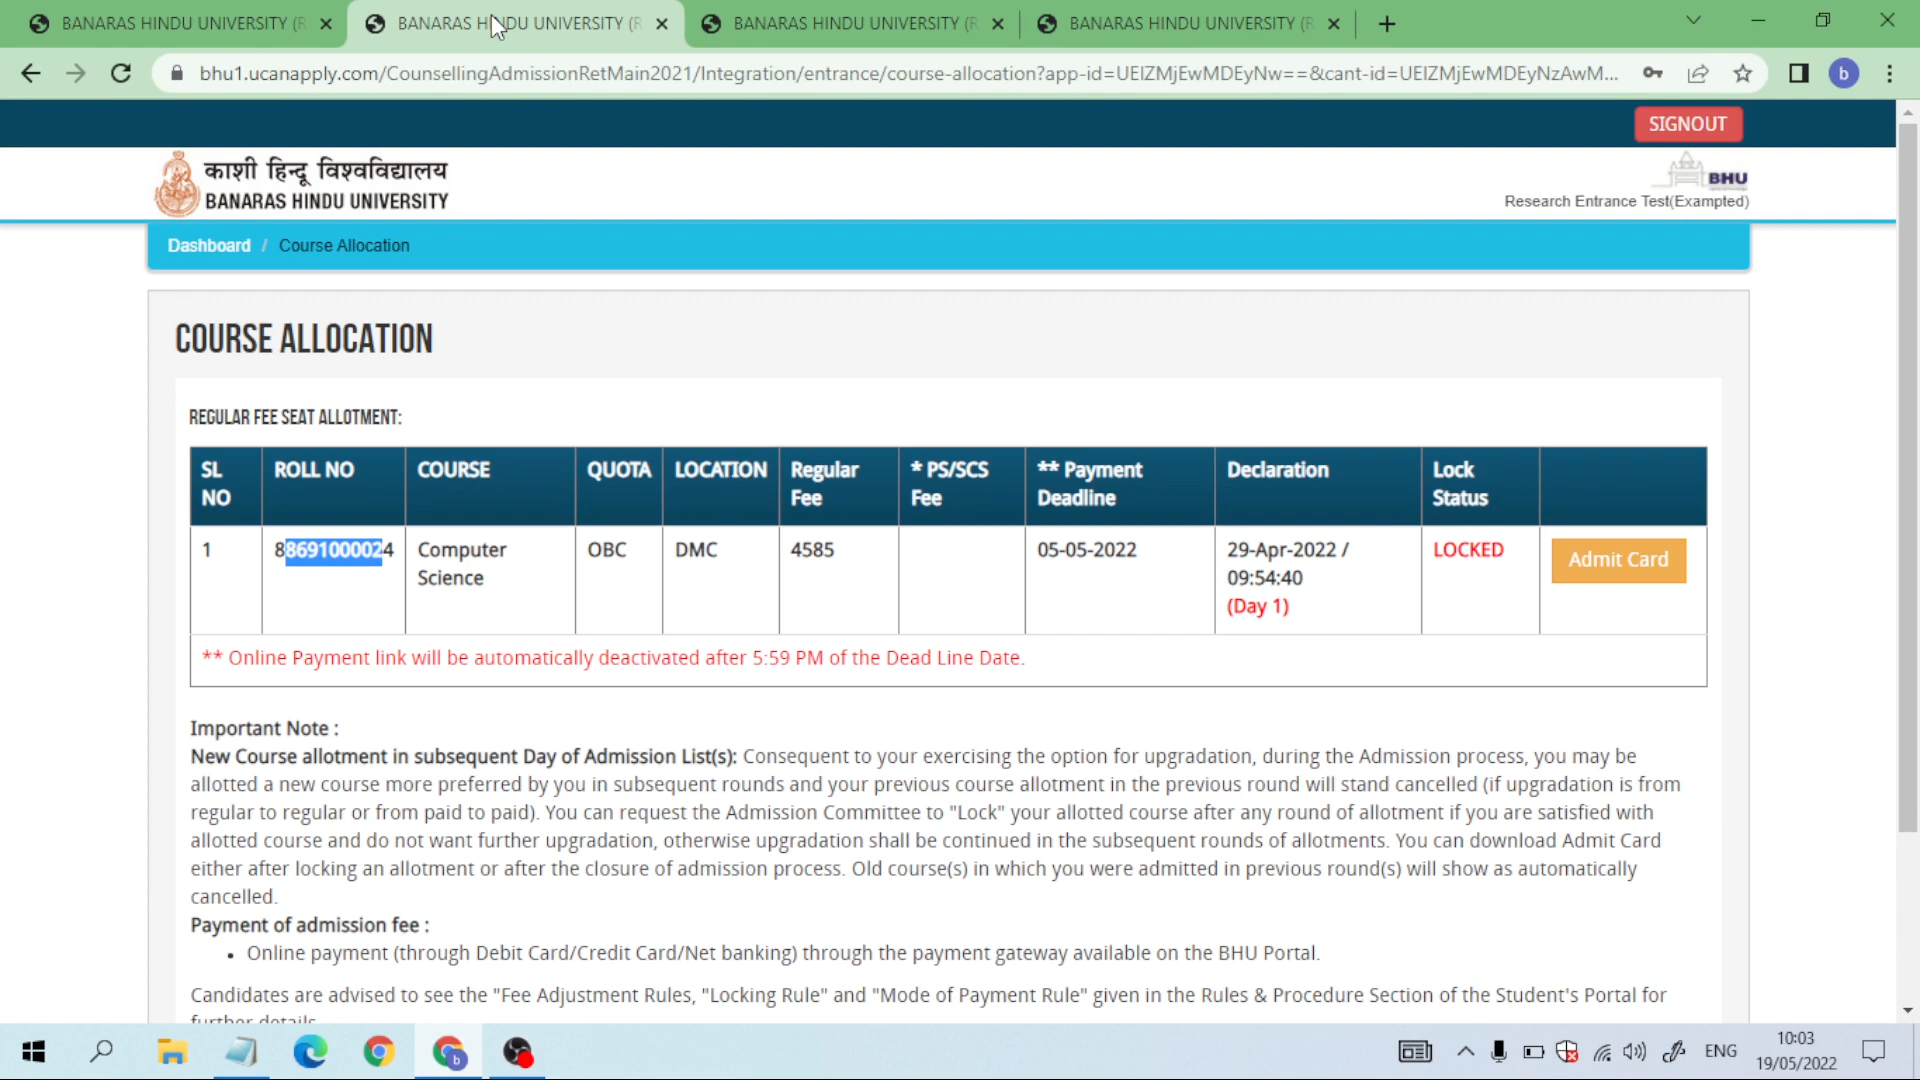 BANARAS HINDU UNIVERSITY (R
BANARAS HINDU UNIVERSITY (R
BANARAS HINDU UNIVERSITY (R
BANARAS HINDU UNIVERSITY (R
bhu1.ucanapply.com/CounsellingAdmissionRetMain2021/Integration/entrance/course-allocation?app-id=UElZMjEwMDEyNw==&cant-id=UElZMjEwMDEyNzAwM...
b
SIGNOUT
काशी हिन्दू विश्वविद्यालय
BANARAS HINDU UNIVERSITY
BHU
Research Entrance Test(Exampted)
Dashboard / Course Allocation
COURSE ALLOCATION
REGULAR FEE SEAT ALLOTMENT:
SL NO ROLL NO COURSE QUOTA LOCATION Regular Fee * PS/SCS Fee ** Payment Deadline Declaration Lock Status
1 88691000024 Computer Science OBC DMC 4585 05-05-2022 29-Apr-2022 / 09:54:40 (Day 1) LOCKED Admit Card
** Online Payment link will be automatically deactivated after 5:59 PM of the Dead Line Date.
Important Note :
New Course allotment in subsequent Day of Admission List(s): Consequent to your exercising the option for upgradation, during the Admission process, you may be
allotted a new course more preferred by you in subsequent rounds and your previous course allotment in the previous round will stand cancelled (if upgradation is from
regular to regular or from paid to paid). You can request the Admission Committee to "Lock" your allotted course after any round of allotment if you are satisfied with
allotted course and do not want further upgradation, otherwise upgradation shall be continued in the subsequent rounds of allotments. You can download Admit Card
either after locking an allotment or after the closure of admission process. Old course(s) in which you were admitted in previous round(s) will show as automatically
cancelled.
Payment of admission fee :
• Online payment (through Debit Card/Credit Card/Net banking) through the payment gateway available on the BHU Portal.
Candidates are advised to see the "Fee Adjustment Rules, "Locking Rule" and "Mode of Payment Rule" given in the Rules & Procedure Section of the Student's Portal for
further details
b
ENG
10:03
19/05/2022